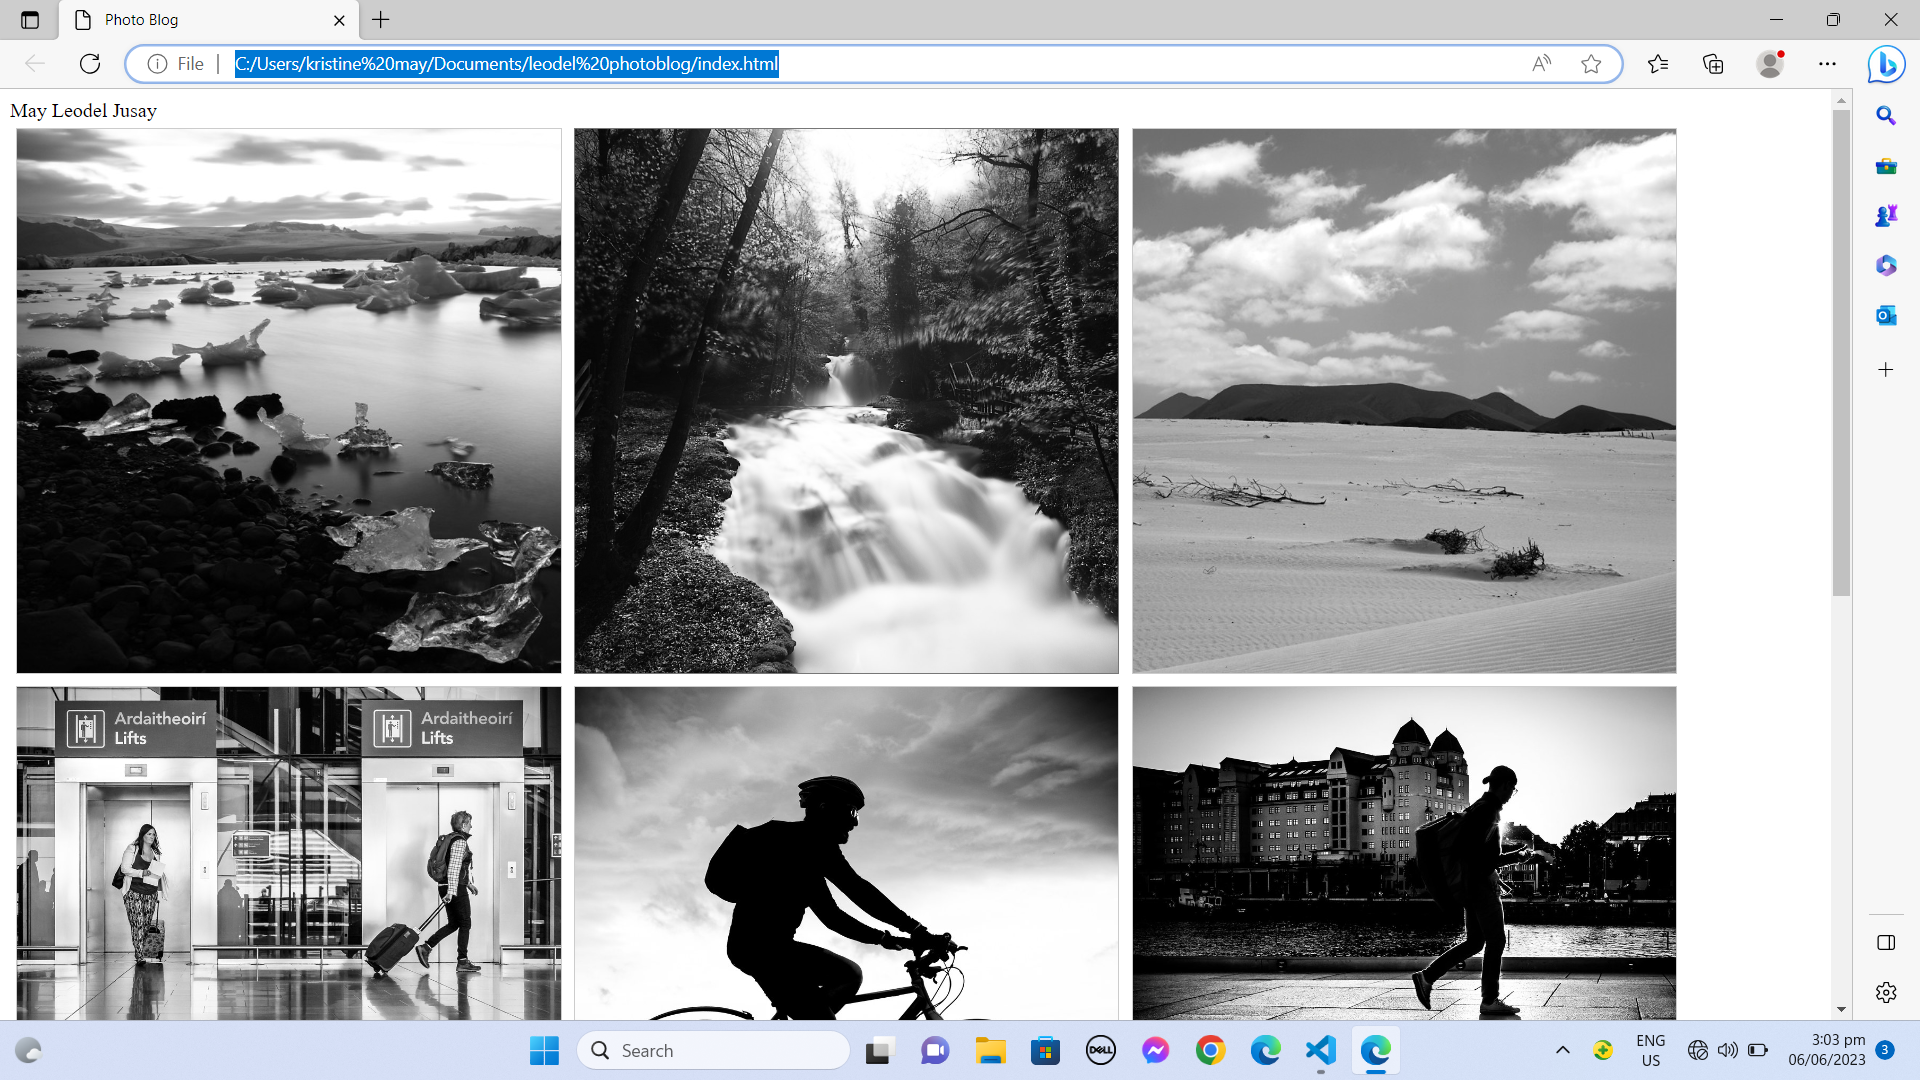 Photo Blog
File
C:/Users/kristine%20may/Documents/leodel%20photoblog/index.html
May Leodel Jusay
Ardaitheoirí
Lifts
Ardaitheoirí
Lifts
Search
DELL
ENG
US
3:03 pm
06/06/2023
3